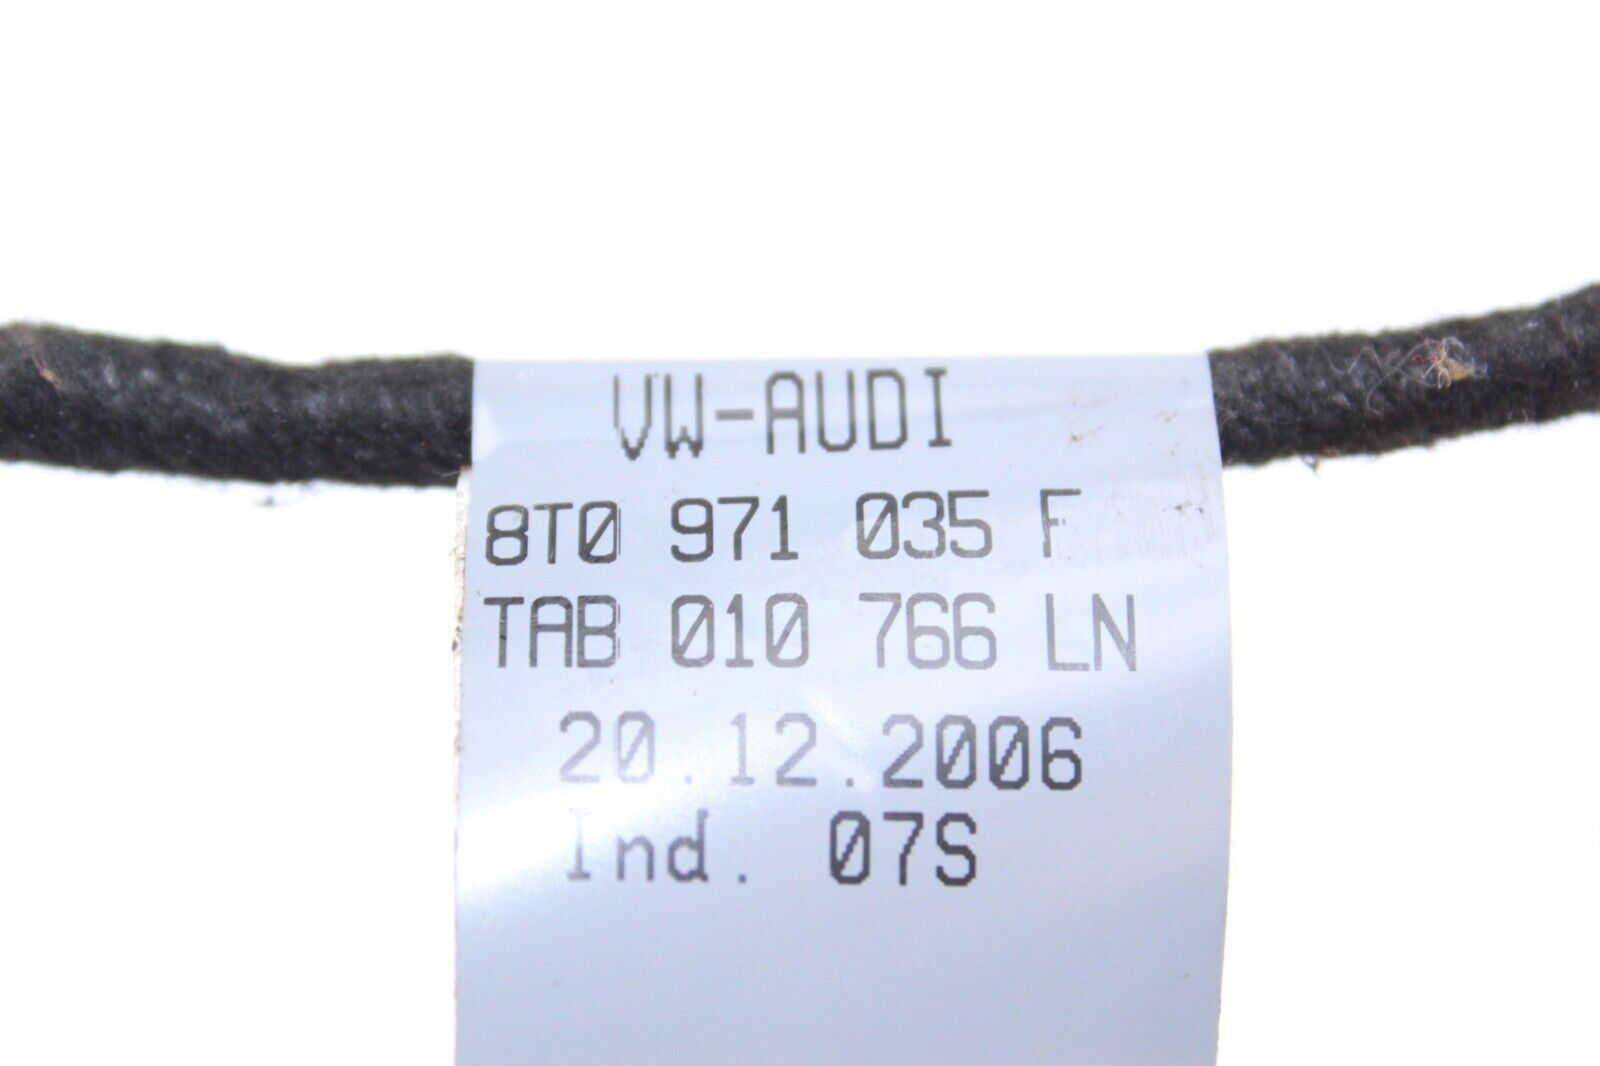 VW-AUDI
8T0 971 035 F
TAB 010 766 LN
20.12.2006
Ind. 07S